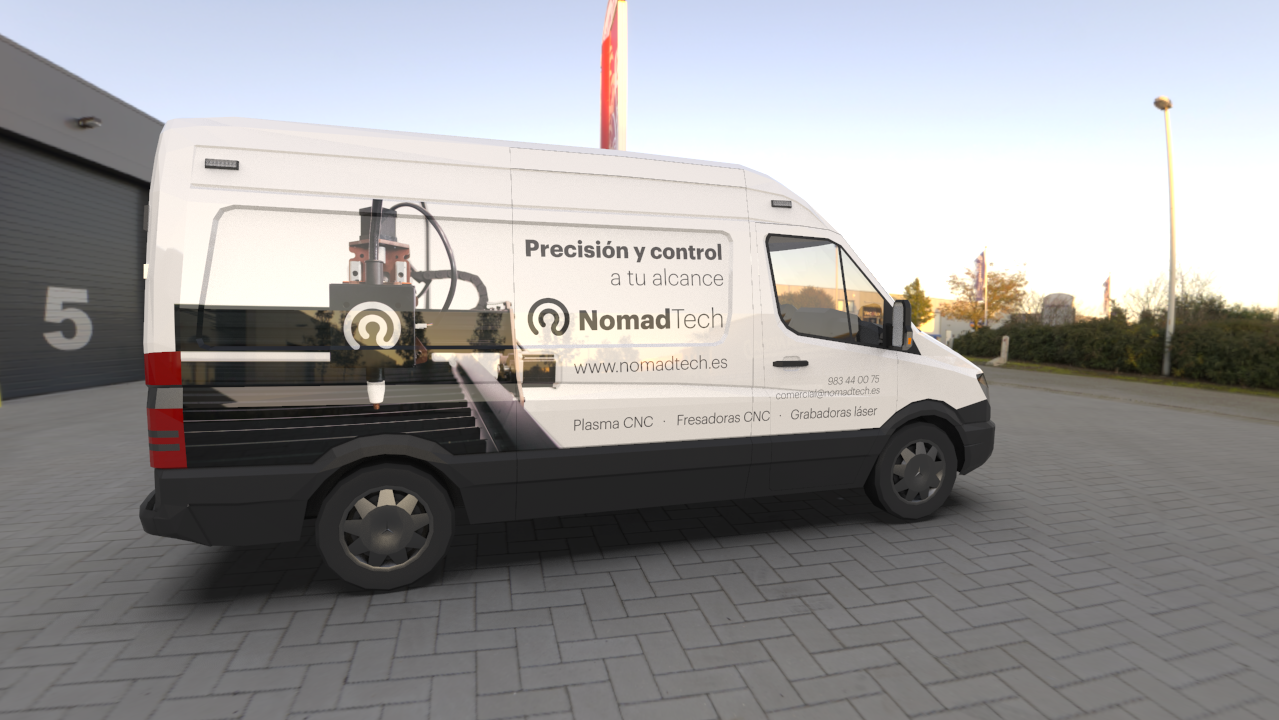 5
Precisión y control
a tu alcance
NomadTech
www.nomadtech.es
983 44 00 75
comercial@nomadtech.es
Plasma CNC · Fresadoras CNC · Grabadoras láser